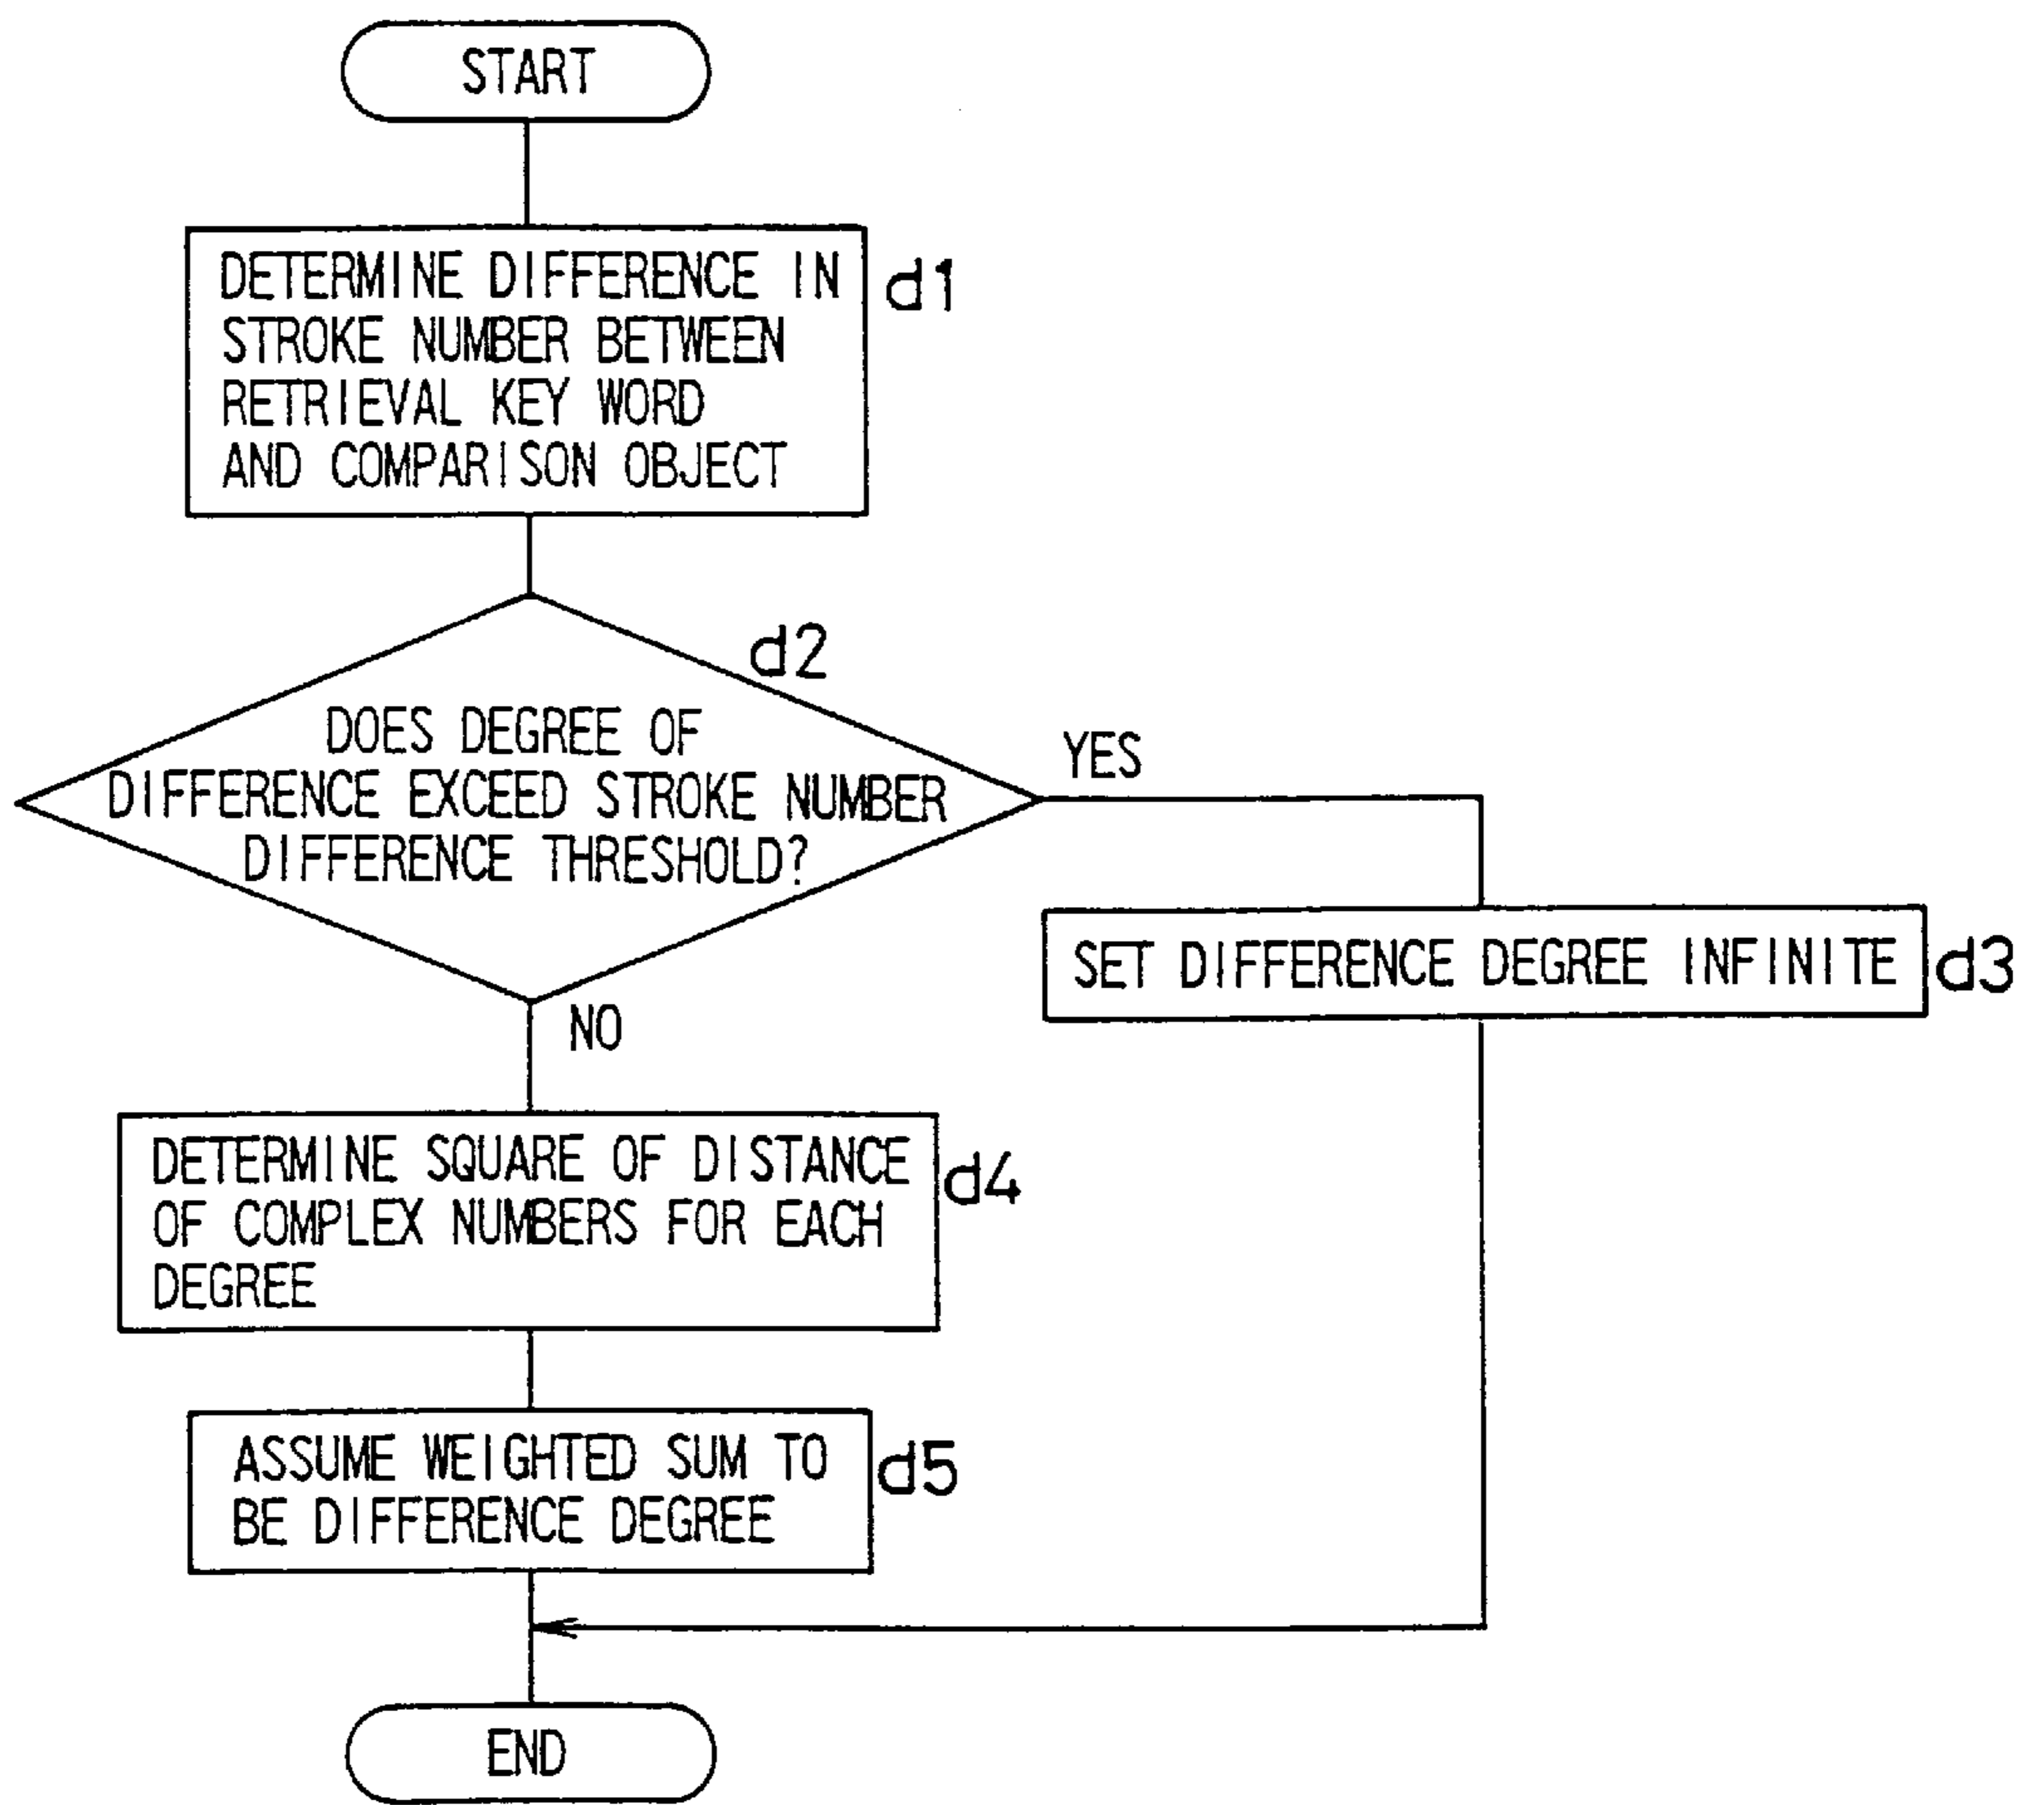 START
DETERMINE DIFFERENCE IN
STROKE NUMBER BETWEEN
RETRIEVAL KEY WORD
AND COMPARISON OBJECT
d1
d2
DOES DEGREE OF
DIFFERENCE EXCEED STROKE NUMBER
DIFFERENCE THRESHOLD?
YES
SET DIFFERENCE DEGREE INFINITE
d3
NO
DETERMINE SQUARE OF DISTANCE
OF COMPLEX NUMBERS FOR EACH
DEGREE
d4
ASSUME WEIGHTED SUM TO
BE DIFFERENCE DEGREE
d5
END